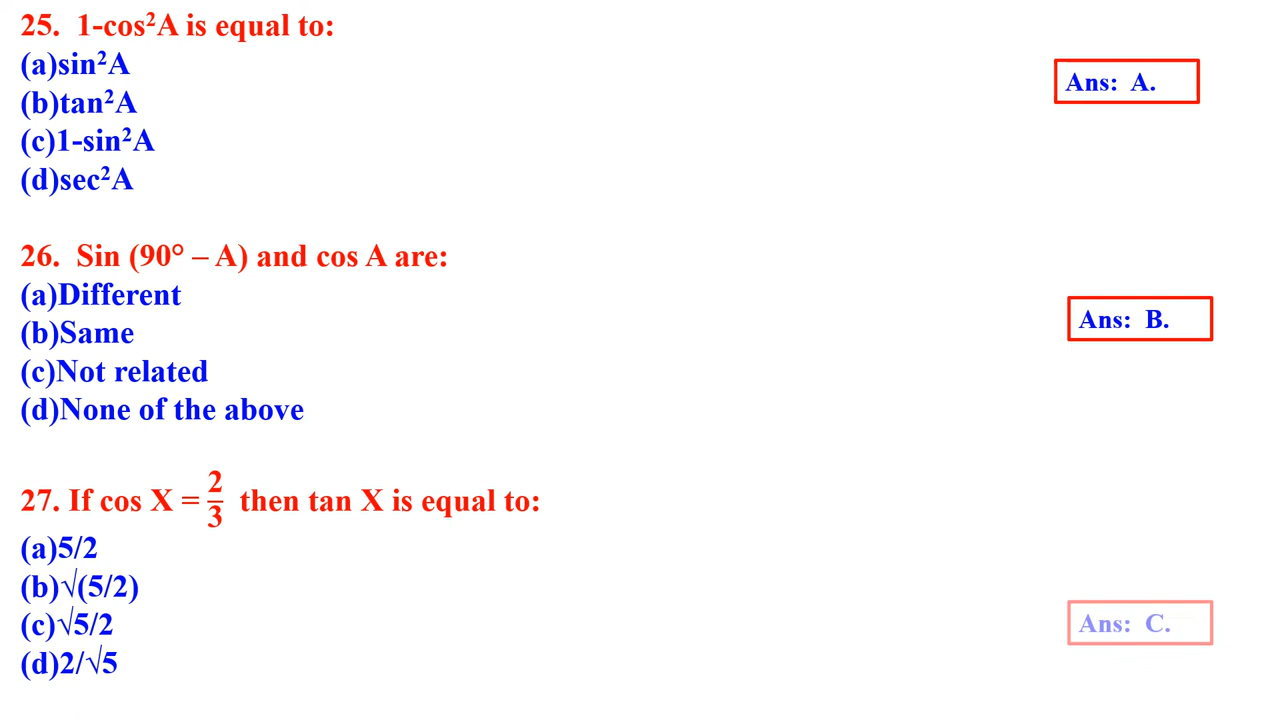 25.  1-cos²A is equal to:
(a)sin²A
Ans:  A.
(b)tan²A
(c)1-sin²A
(d)sec²A
26.  Sin (90° – A) and cos A are:
(a)Different
Ans:  B.
(b)Same
(c)Not related
(d)None of the above
27. If cos X = 2/3 then tan X is equal to:
(a)5/2
(b)√(5/2)
(c)√5/2
Ans:  C.
(d)2/√5